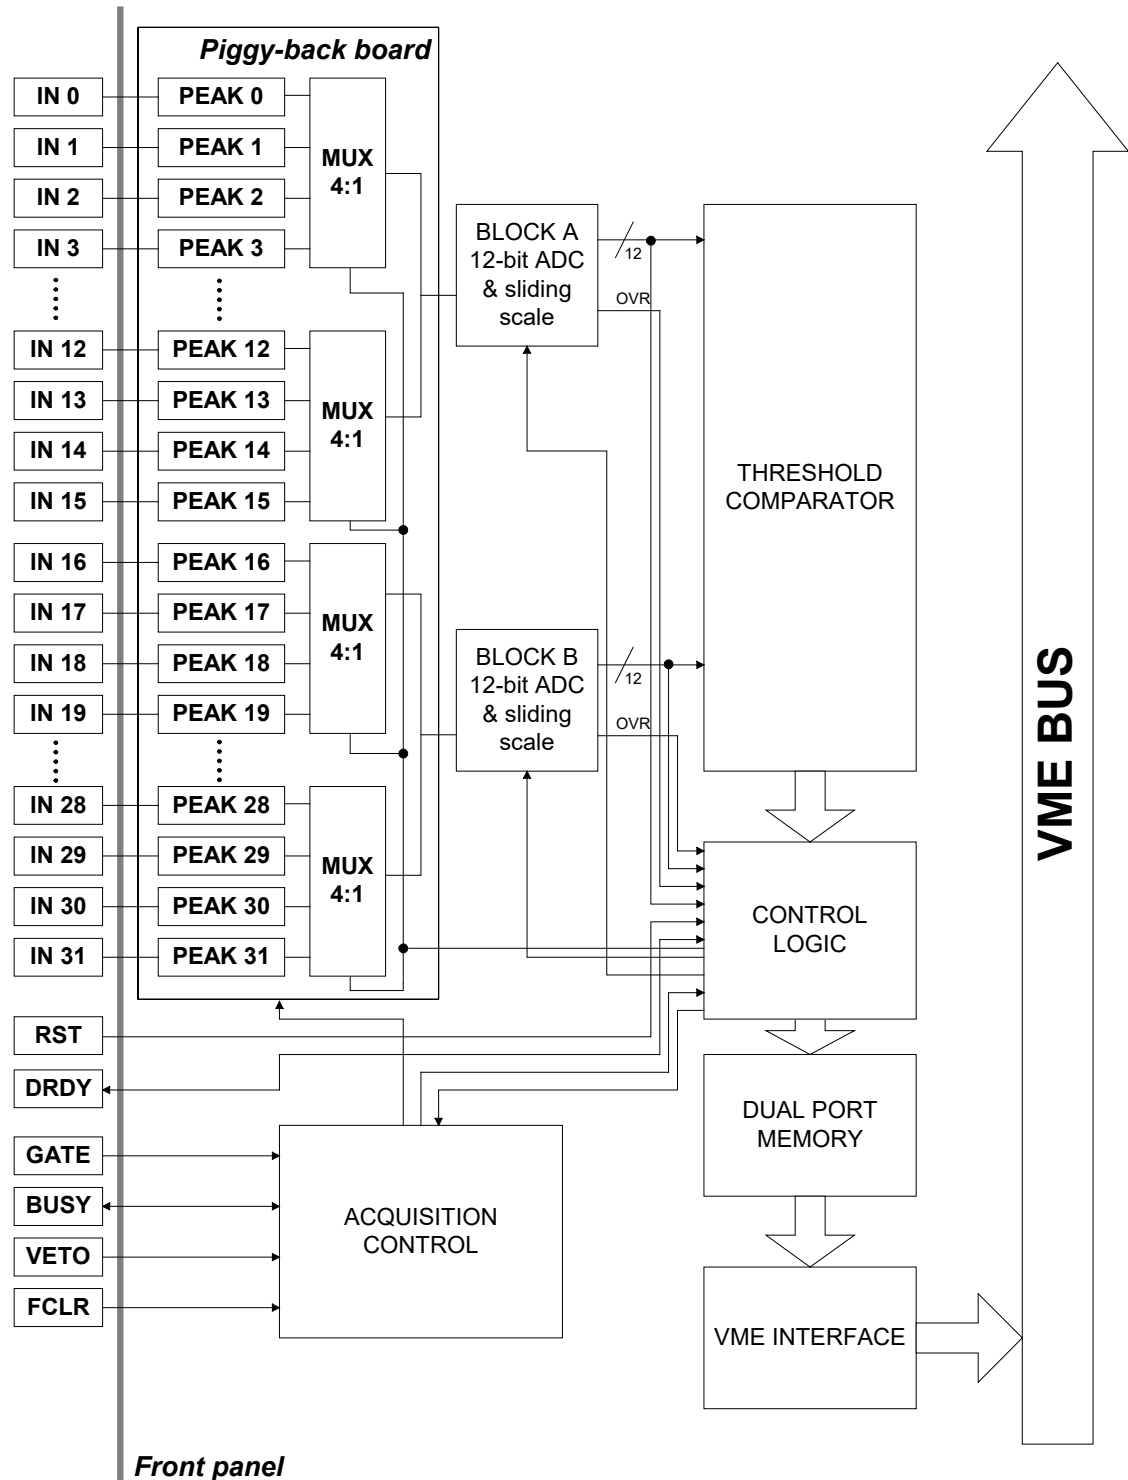 Piggy-back board
IN 0
PEAK 0
IN 1
PEAK 1
IN 2
PEAK 2
IN 3
PEAK 3
MUX
4:1
IN 12
PEAK 12
IN 13
PEAK 13
IN 14
PEAK 14
IN 15
PEAK 15
MUX
4:1
IN 16
PEAK 16
IN 17
PEAK 17
IN 18
PEAK 18
IN 19
PEAK 19
MUX
4:1
IN 28
PEAK 28
IN 29
PEAK 29
IN 30
PEAK 30
IN 31
PEAK 31
MUX
4:1
BLOCK A
12-bit ADC
& sliding
scale
12
OVR
BLOCK B
12-bit ADC
& sliding
scale
12
OVR
THRESHOLD
COMPARATOR
CONTROL
LOGIC
DUAL PORT
MEMORY
VME INTERFACE
VME BUS
RST
DRDY
GATE
BUSY
VETO
FCLR
ACQUISITION
CONTROL
Front panel